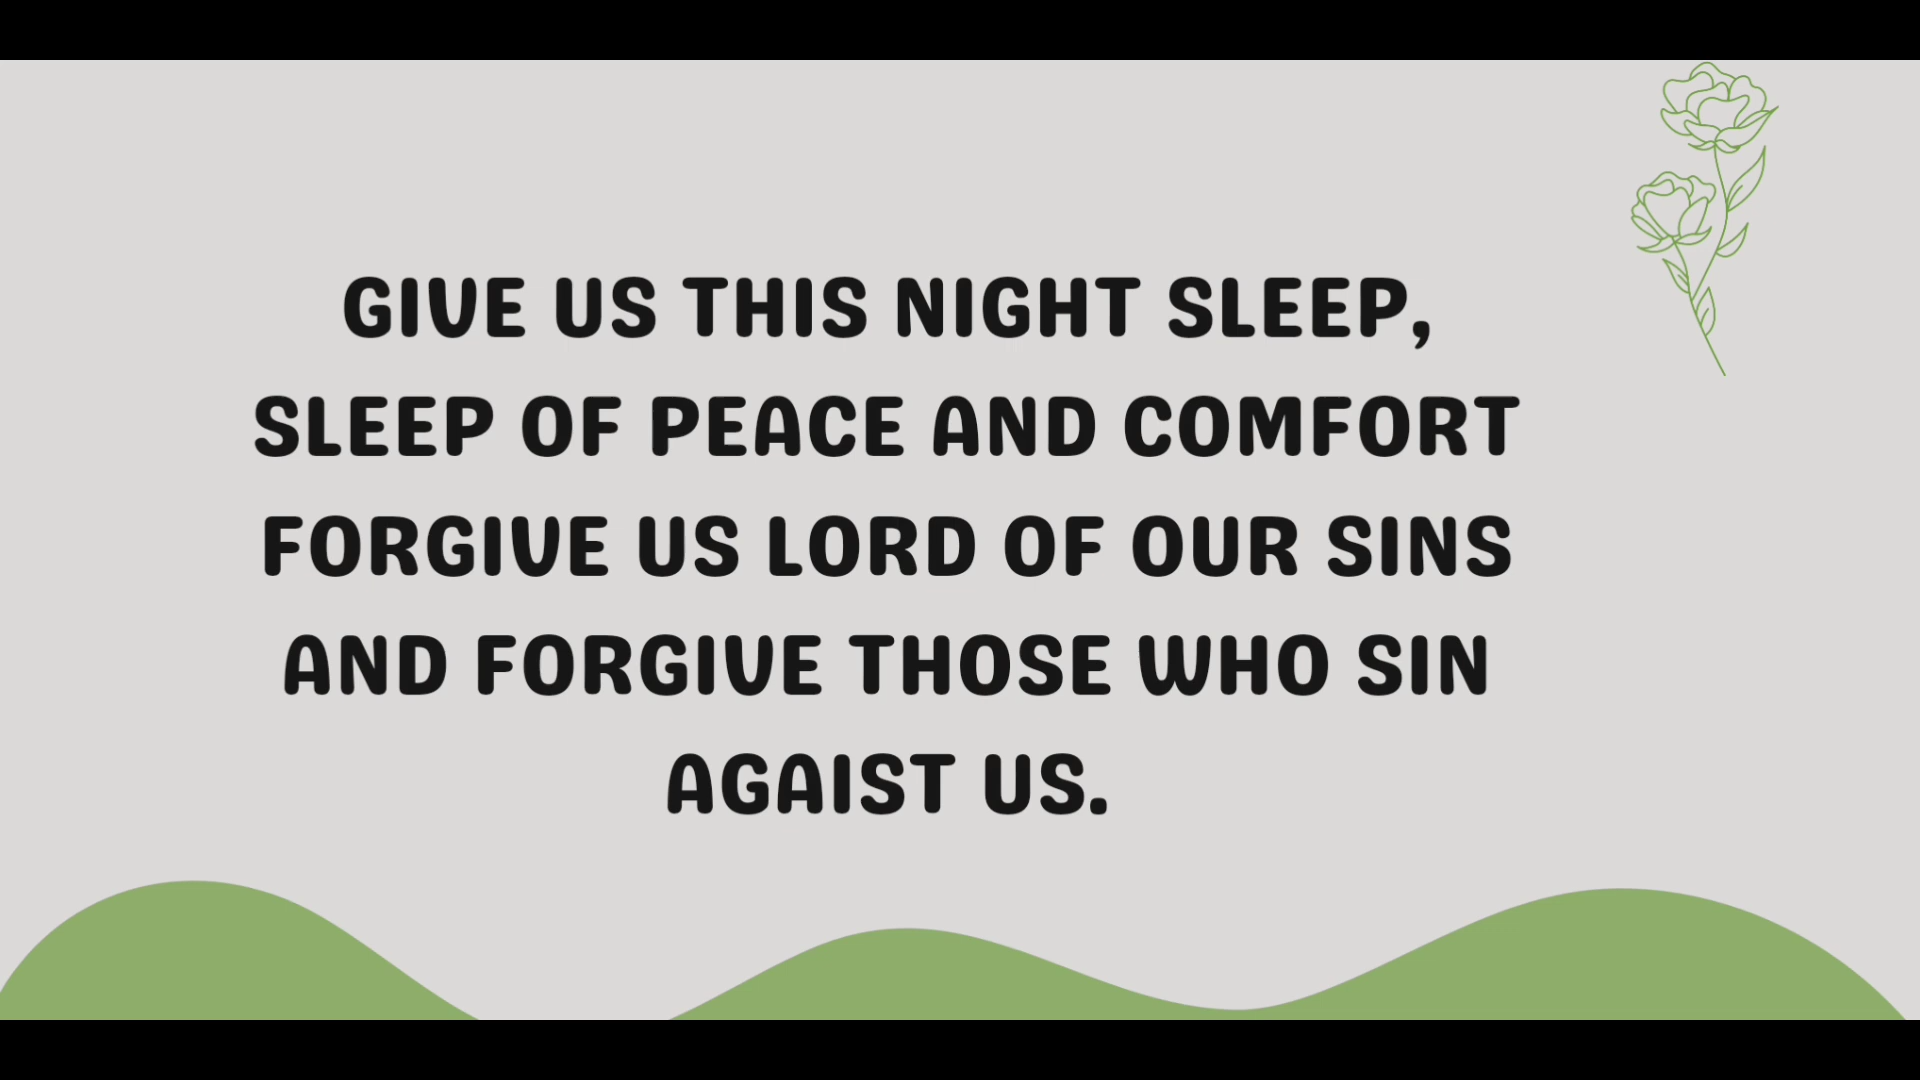 GIVE US THIS NIGHT SLEEP,
SLEEP OF PEACE AND COMFORT
FORGIVE US LORD OF OUR SINS
AND FORGIVE THOSE WHO SIN
AGAIST US.